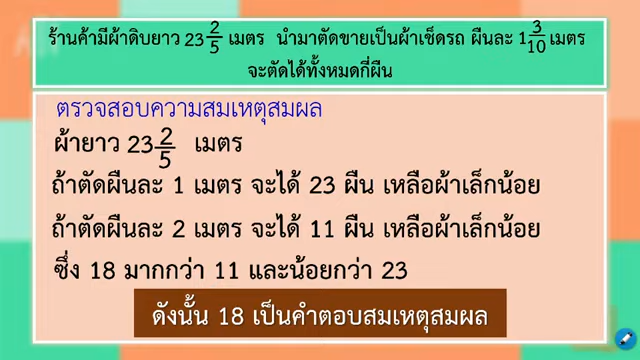 ร้านค้ามีผ้าดิบยาว 23 2/5 เมตร นำมาตัดขายเป็นผ้าเช็ดรถ ผืนละ 1 3/10 เมตร
จะตัดได้ทั้งหมดกี่ผืน
ตรวจสอบความสมเหตุสมผล
ผ้ายาว 23 2/5 เมตร
ถ้าตัดผืนละ 1 เมตร จะได้ 23 ผืน เหลือผ้าเล็กน้อย
ถ้าตัดผืนละ 2 เมตร จะได้ 11 ผืน เหลือผ้าเล็กน้อย
ซึ่ง 18 มากกว่า 11 และน้อยกว่า 23
ดังนั้น 18 เป็นคำตอบสมเหตุสมผล